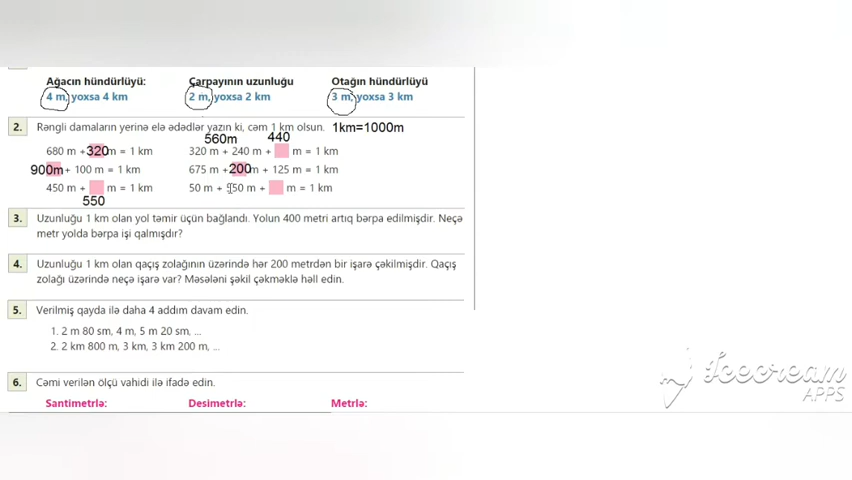 Ağacın hündürlüyü: Çarpayının uzunluğu Otağın hündürlüyü
4 m, yoxsa 4 km 2 m, yoxsa 2 km 3 m, yoxsa 3 km
2. Rəngli damaların yerinə elə ədədlər yazın ki, cəm 1 km olsun. 1km=1000m
560m 440
680 m +320m = 1 km 320 m + 240 m + m = 1 km
900m + 100 m = 1 km 675 m +200m + 125 m = 1 km
450 m + m = 1 km 50 m + 50 m + m = 1 km
550
3. Uzunluğu 1 km olan yol təmir üçün bağlandı. Yolun 400 metri artıq bərpa edilmişdir. Neçə
metr yolda bərpa işi qalmışdır?
4. Uzunluğu 1 km olan qaçış zolağının üzərində hər 200 metrdən bir işarə çəkilmişdir. Qaçış
zolağı üzərində neçə işarə var? Məsələni şəkil çəkməklə həll edin.
5. Verilmiş qayda ilə daha 4 addım davam edin.
1. 2 m 80 sm, 4 m, 5 m 20 sm, ...
2. 2 km 800 m, 3 km, 3 km 200 m, ...
6. Cəmi verilən ölçü vahidi ilə ifadə edin.
Santimetrlə: Desimetrlə: Metrlə:
Icecream
APPS